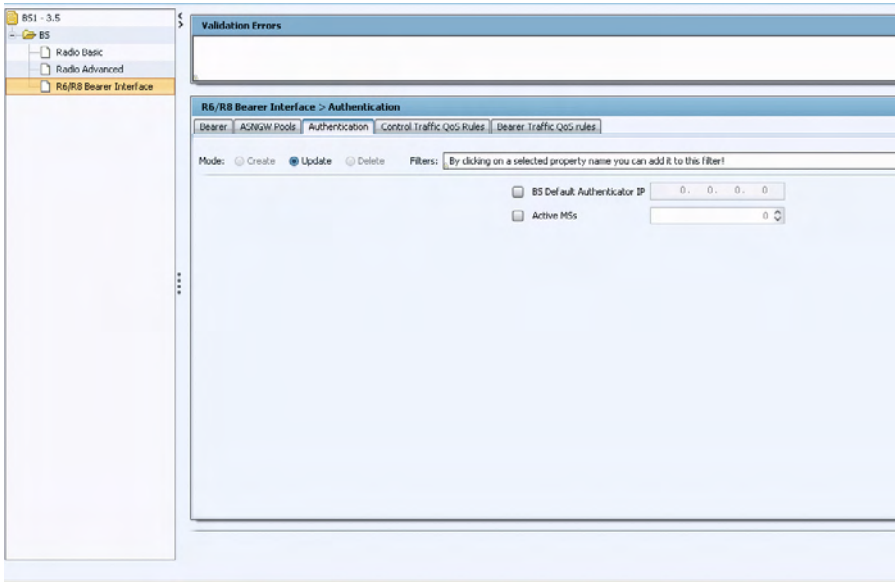 BS1 - 3.5
BS
Radio Basic
Radio Advanced
R6/R8 Bearer Interface
Validation Errors
R6/R8 Bearer Interface > Authentication
Bearer ASNGW Pools Authentication Control Traffic QoS Rules Bearer Traffic QoS rules
Mode: Create Update Delete Filters: By clicking on a selected property name you can add it to this filter!
BS Default Authenticator IP 0. 0. 0. 0
Active MSs 0